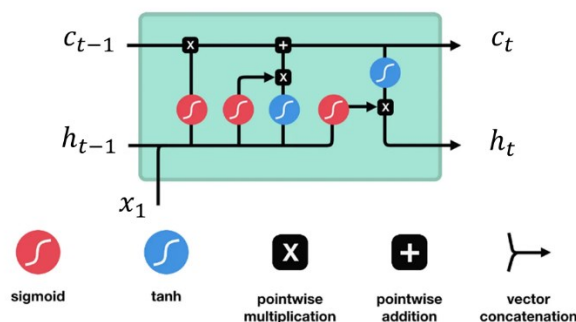 c_{t-1} c_t
h_{t-1} h_t
x_1
sigmoid tanh pointwise multiplication pointwise addition vector concatenation